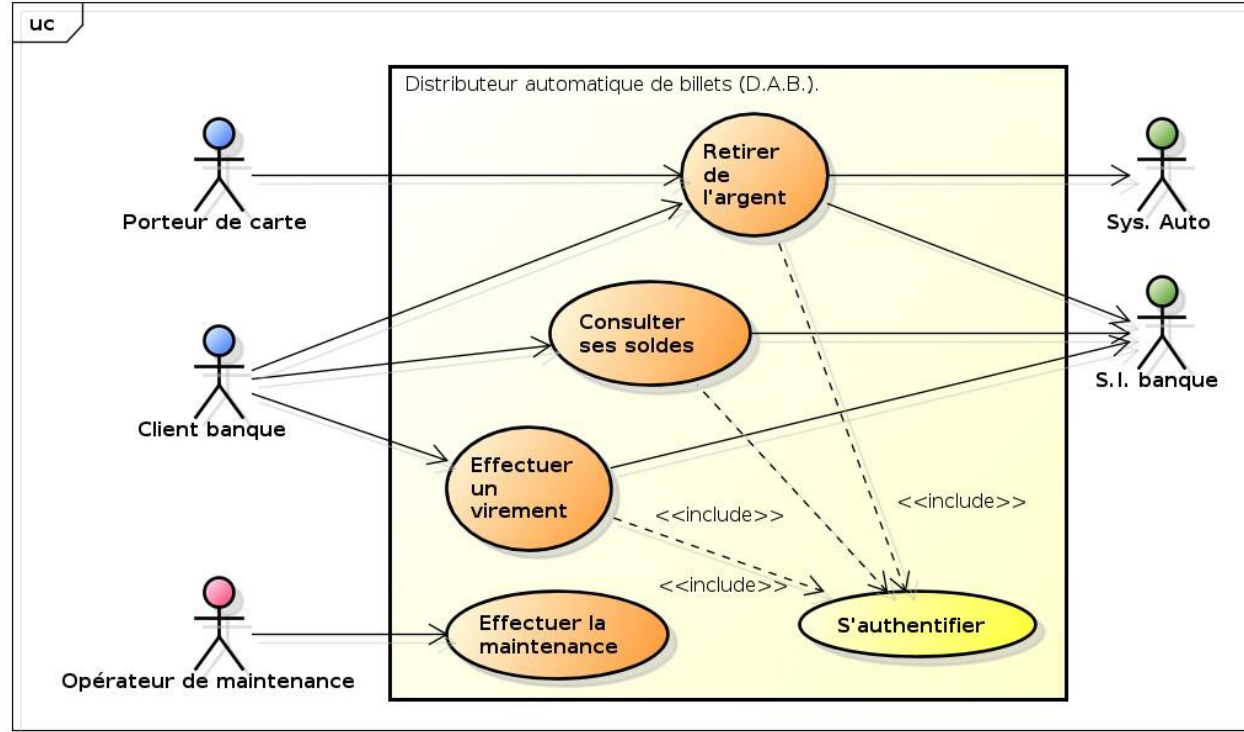 uc
Distributeur automatique de billets (D.A.B.).
Porteur de carte
Retirer
de
l'argent
Sys. Auto
Client banque
Consulter
ses soldes
S.I. banque
Effectuer
un
virement
<<include>>
<<include>>
<<include>>
Opérateur de maintenance
Effectuer la
maintenance
S'authentifier